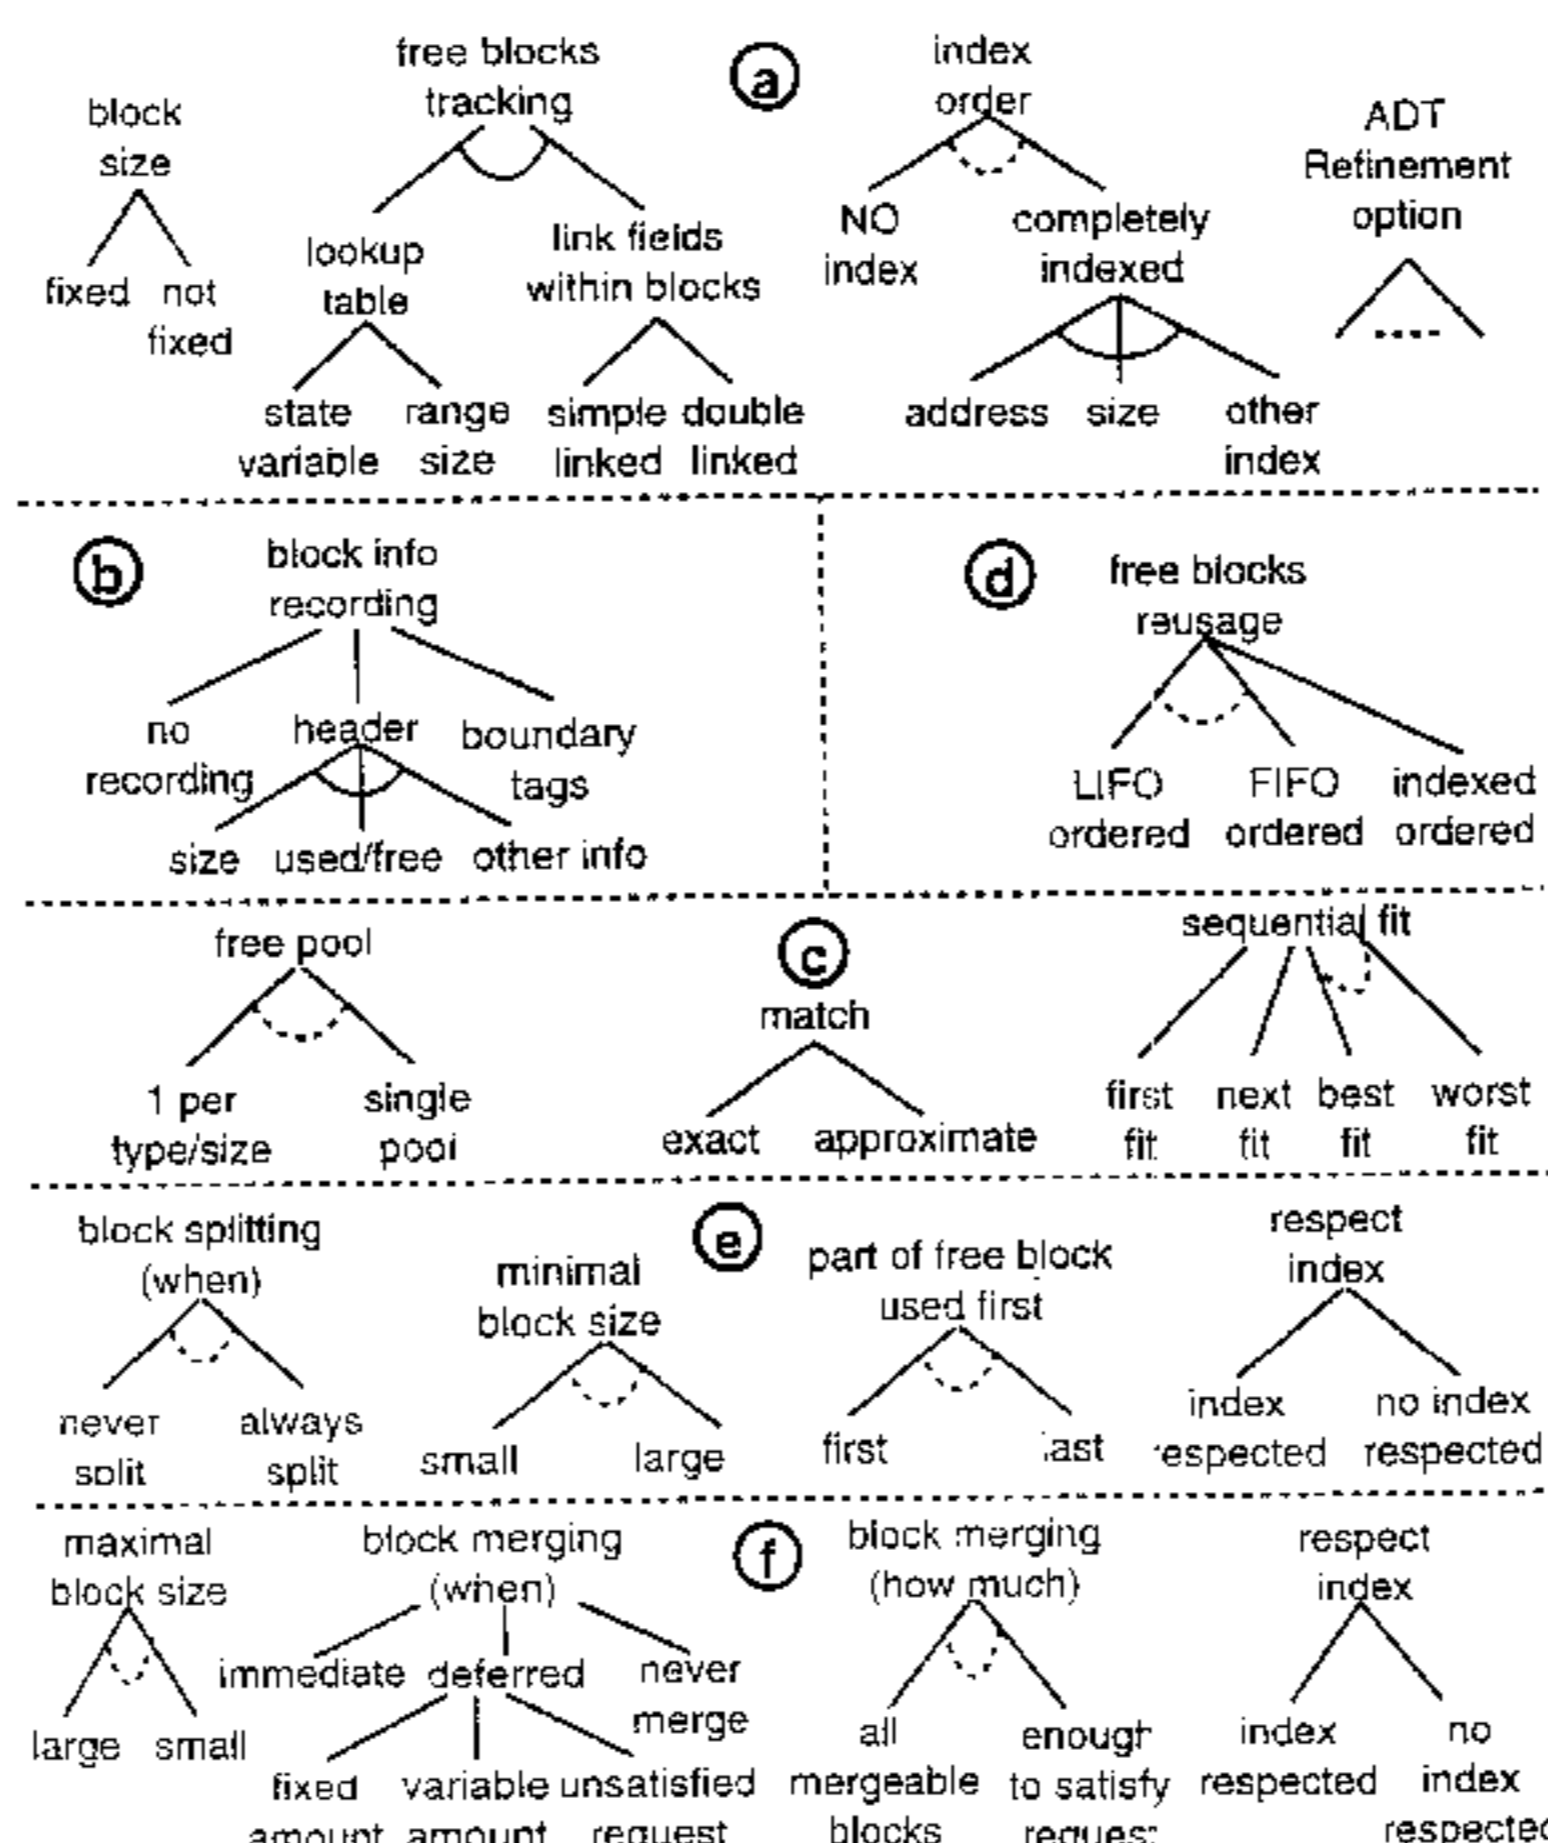 free blocks
tracking
a
index
order
block
size
ADT
Refinement
option
fixed
not
fixed
lookup
table
link fields
within blocks
NO
index
completely
indexed
state
variable
range
size
simple
linked
double
linked
address
size
other
index
b
block info
recording
d
free blocks
reusage
no
recording
header
boundary
tags
size
used/free
other info
LIFO
ordered
FIFO
ordered
indexed
ordered
free pool
c
match
sequential fit
1 per
type/size
single
pool
exact
approximate
first
fit
next
fit
best
fit
worst
fit
block splitting
(when)
minimal
block size
e
part of free block
used first
respect
index
never
split
always
split
small
large
first
last
index
respected
no index
respected
maximal
block size
block merging
(when)
f
block merging
(how much)
respect
index
large
small
immediate
deferred
never
merge
fixed
amount
variable
amount
unsatisfied
request
all
mergeable
blocks
enough
to satisfy
request
index
respected
no
index
respected